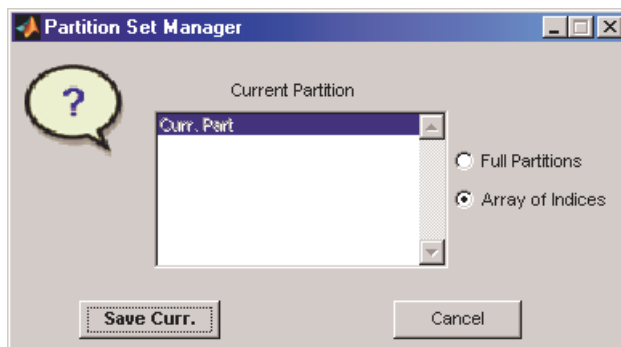 Partition Set Manager
?
Current Partition
Curr. Part
Full Partitions
Array of Indices
Save Curr.
Cancel